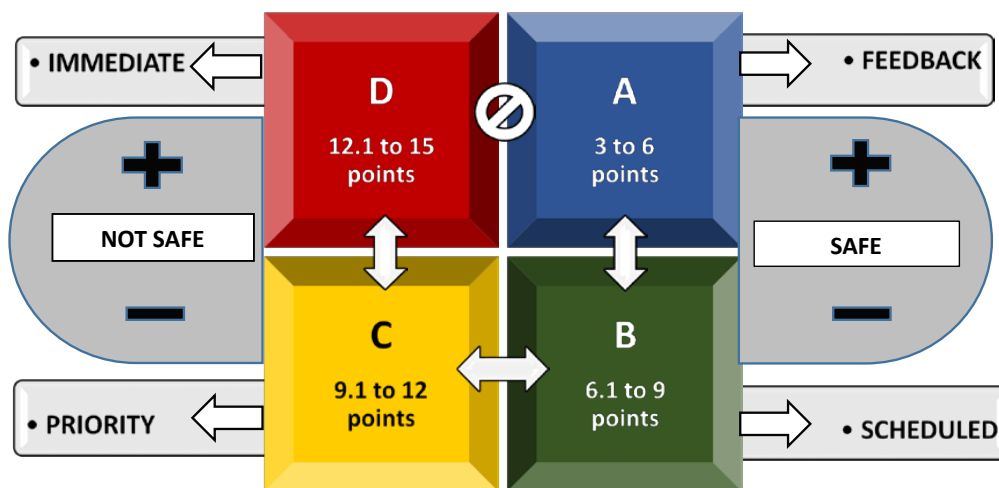 • IMMEDIATE
D
12.1 to 15
points
A
3 to 6
points
• FEEDBACK
NOT SAFE
SAFE
• PRIORITY
C
9.1 to 12
points
B
6.1 to 9
points
• SCHEDULED